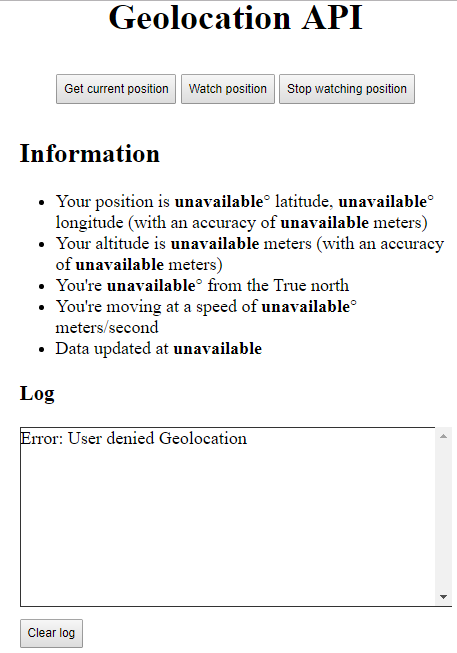 Geolocation API
Get current position Watch position Stop watching position
Information
Your position is unavailable° latitude, unavailable°
longitude (with an accuracy of unavailable meters)
Your altitude is unavailable meters (with an accuracy
of unavailable meters)
You're unavailable° from the True north
You're moving at a speed of unavailable°
meters/second
Data updated at unavailable
Log
Error: User denied Geolocation
Clear log